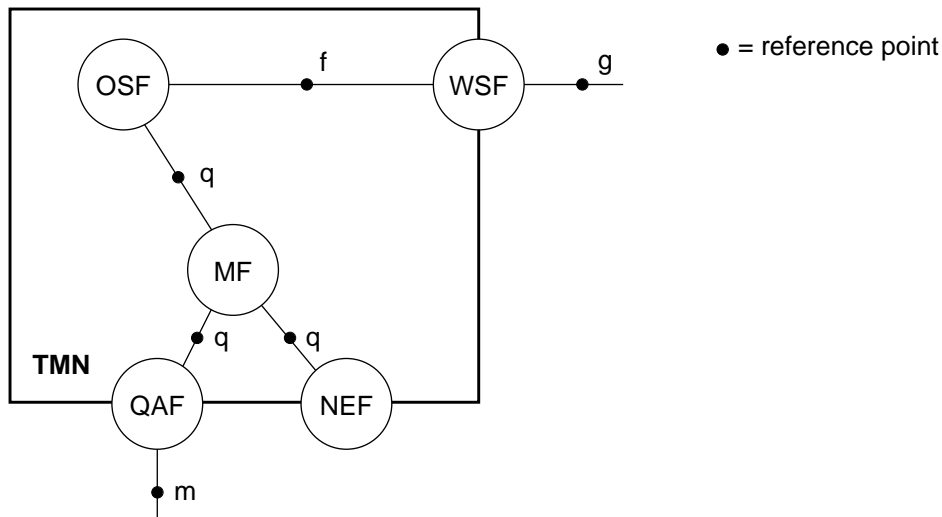 f
g
● = reference point
OSF
WSF
q
MF
q
q
TMN
QAF
NEF
m